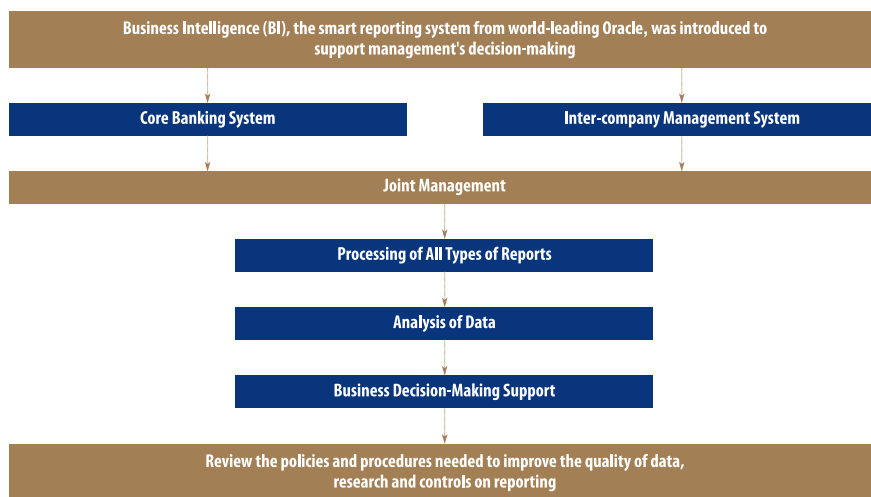 Business Intelligence (BI), the smart reporting system from world-leading Oracle, was introduced to
support management's decision-making
Core Banking System
Inter-company Management System
Joint Management
Processing of All Types of Reports
Analysis of Data
Business Decision-Making Support
Review the policies and procedures needed to improve the quality of data,
research and controls on reporting